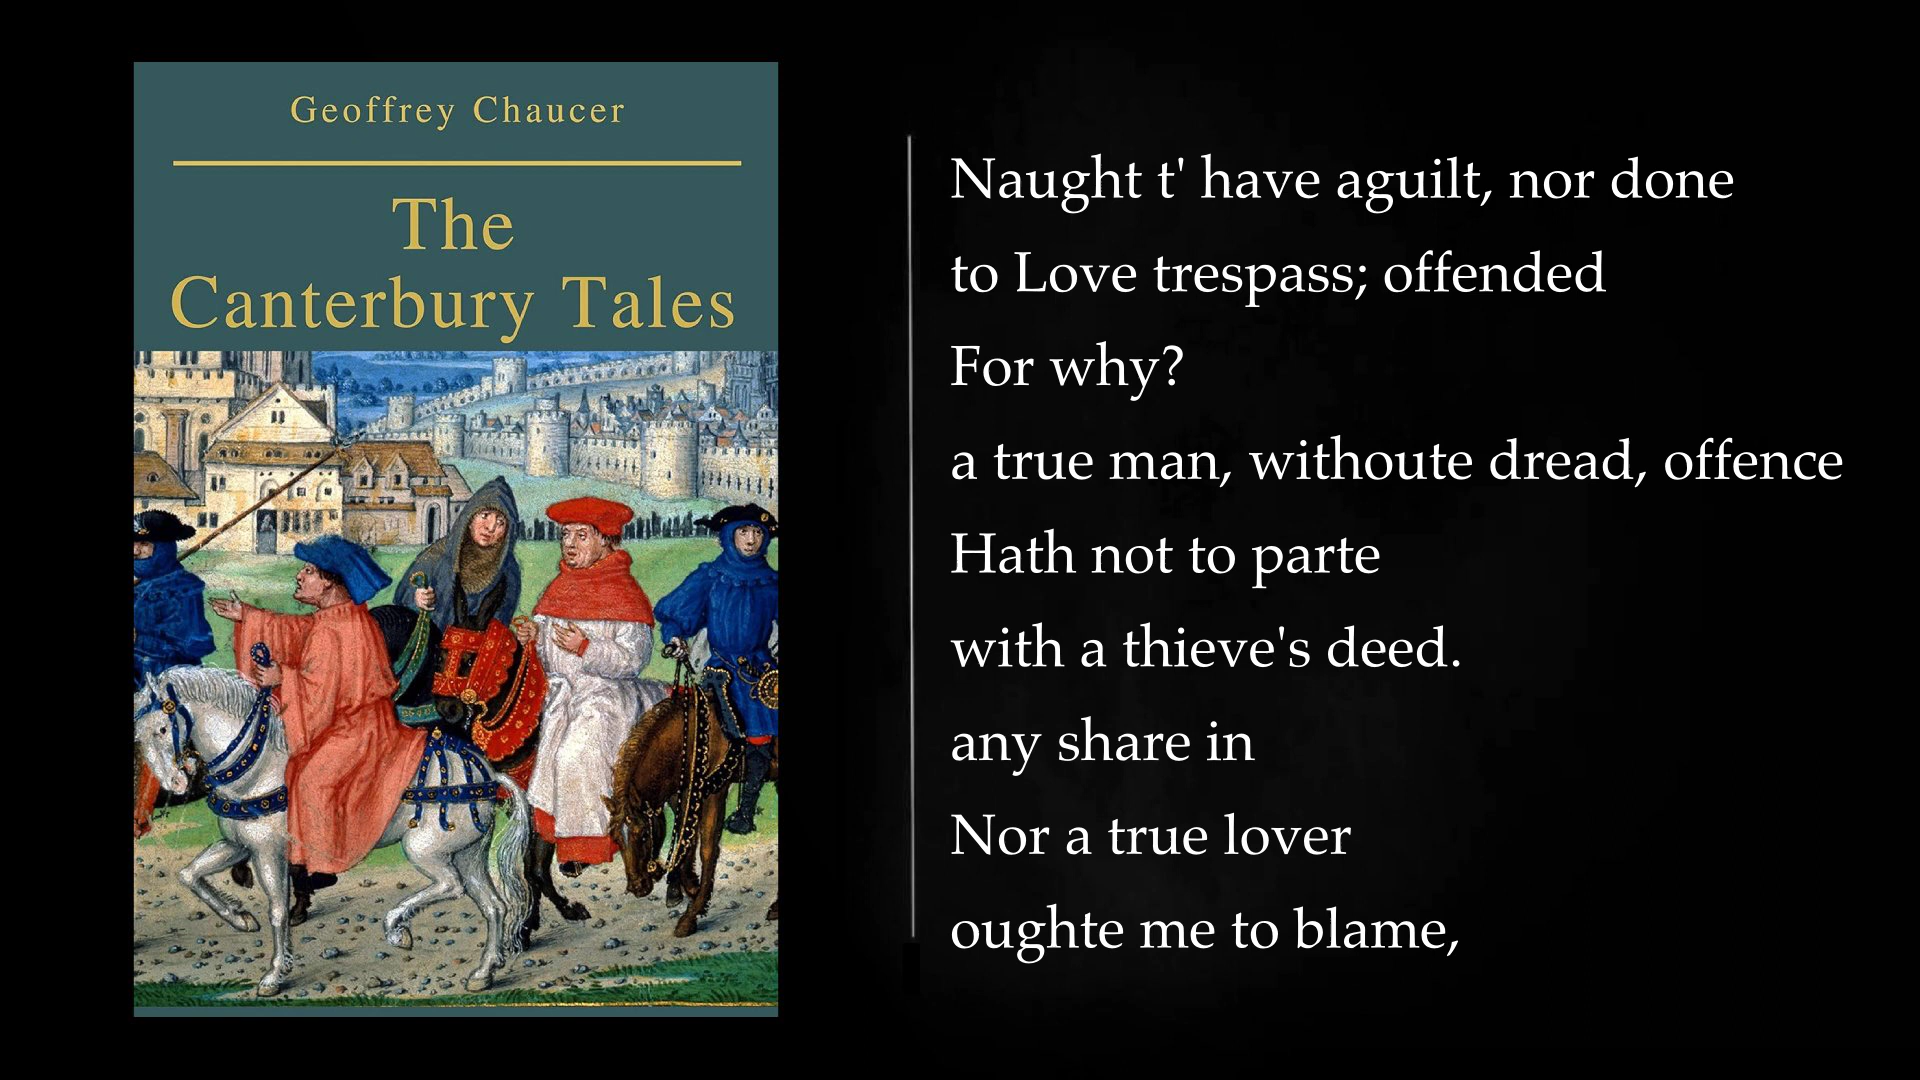 Geoffrey Chaucer
The
Canterbury Tales
Naught t' have aguilt, nor done
to Love trespass; offended
For why?
a true man, withoute dread, offence
Hath not to parte
with a thieve's deed.
any share in
Nor a true lover
oughte me to blame,